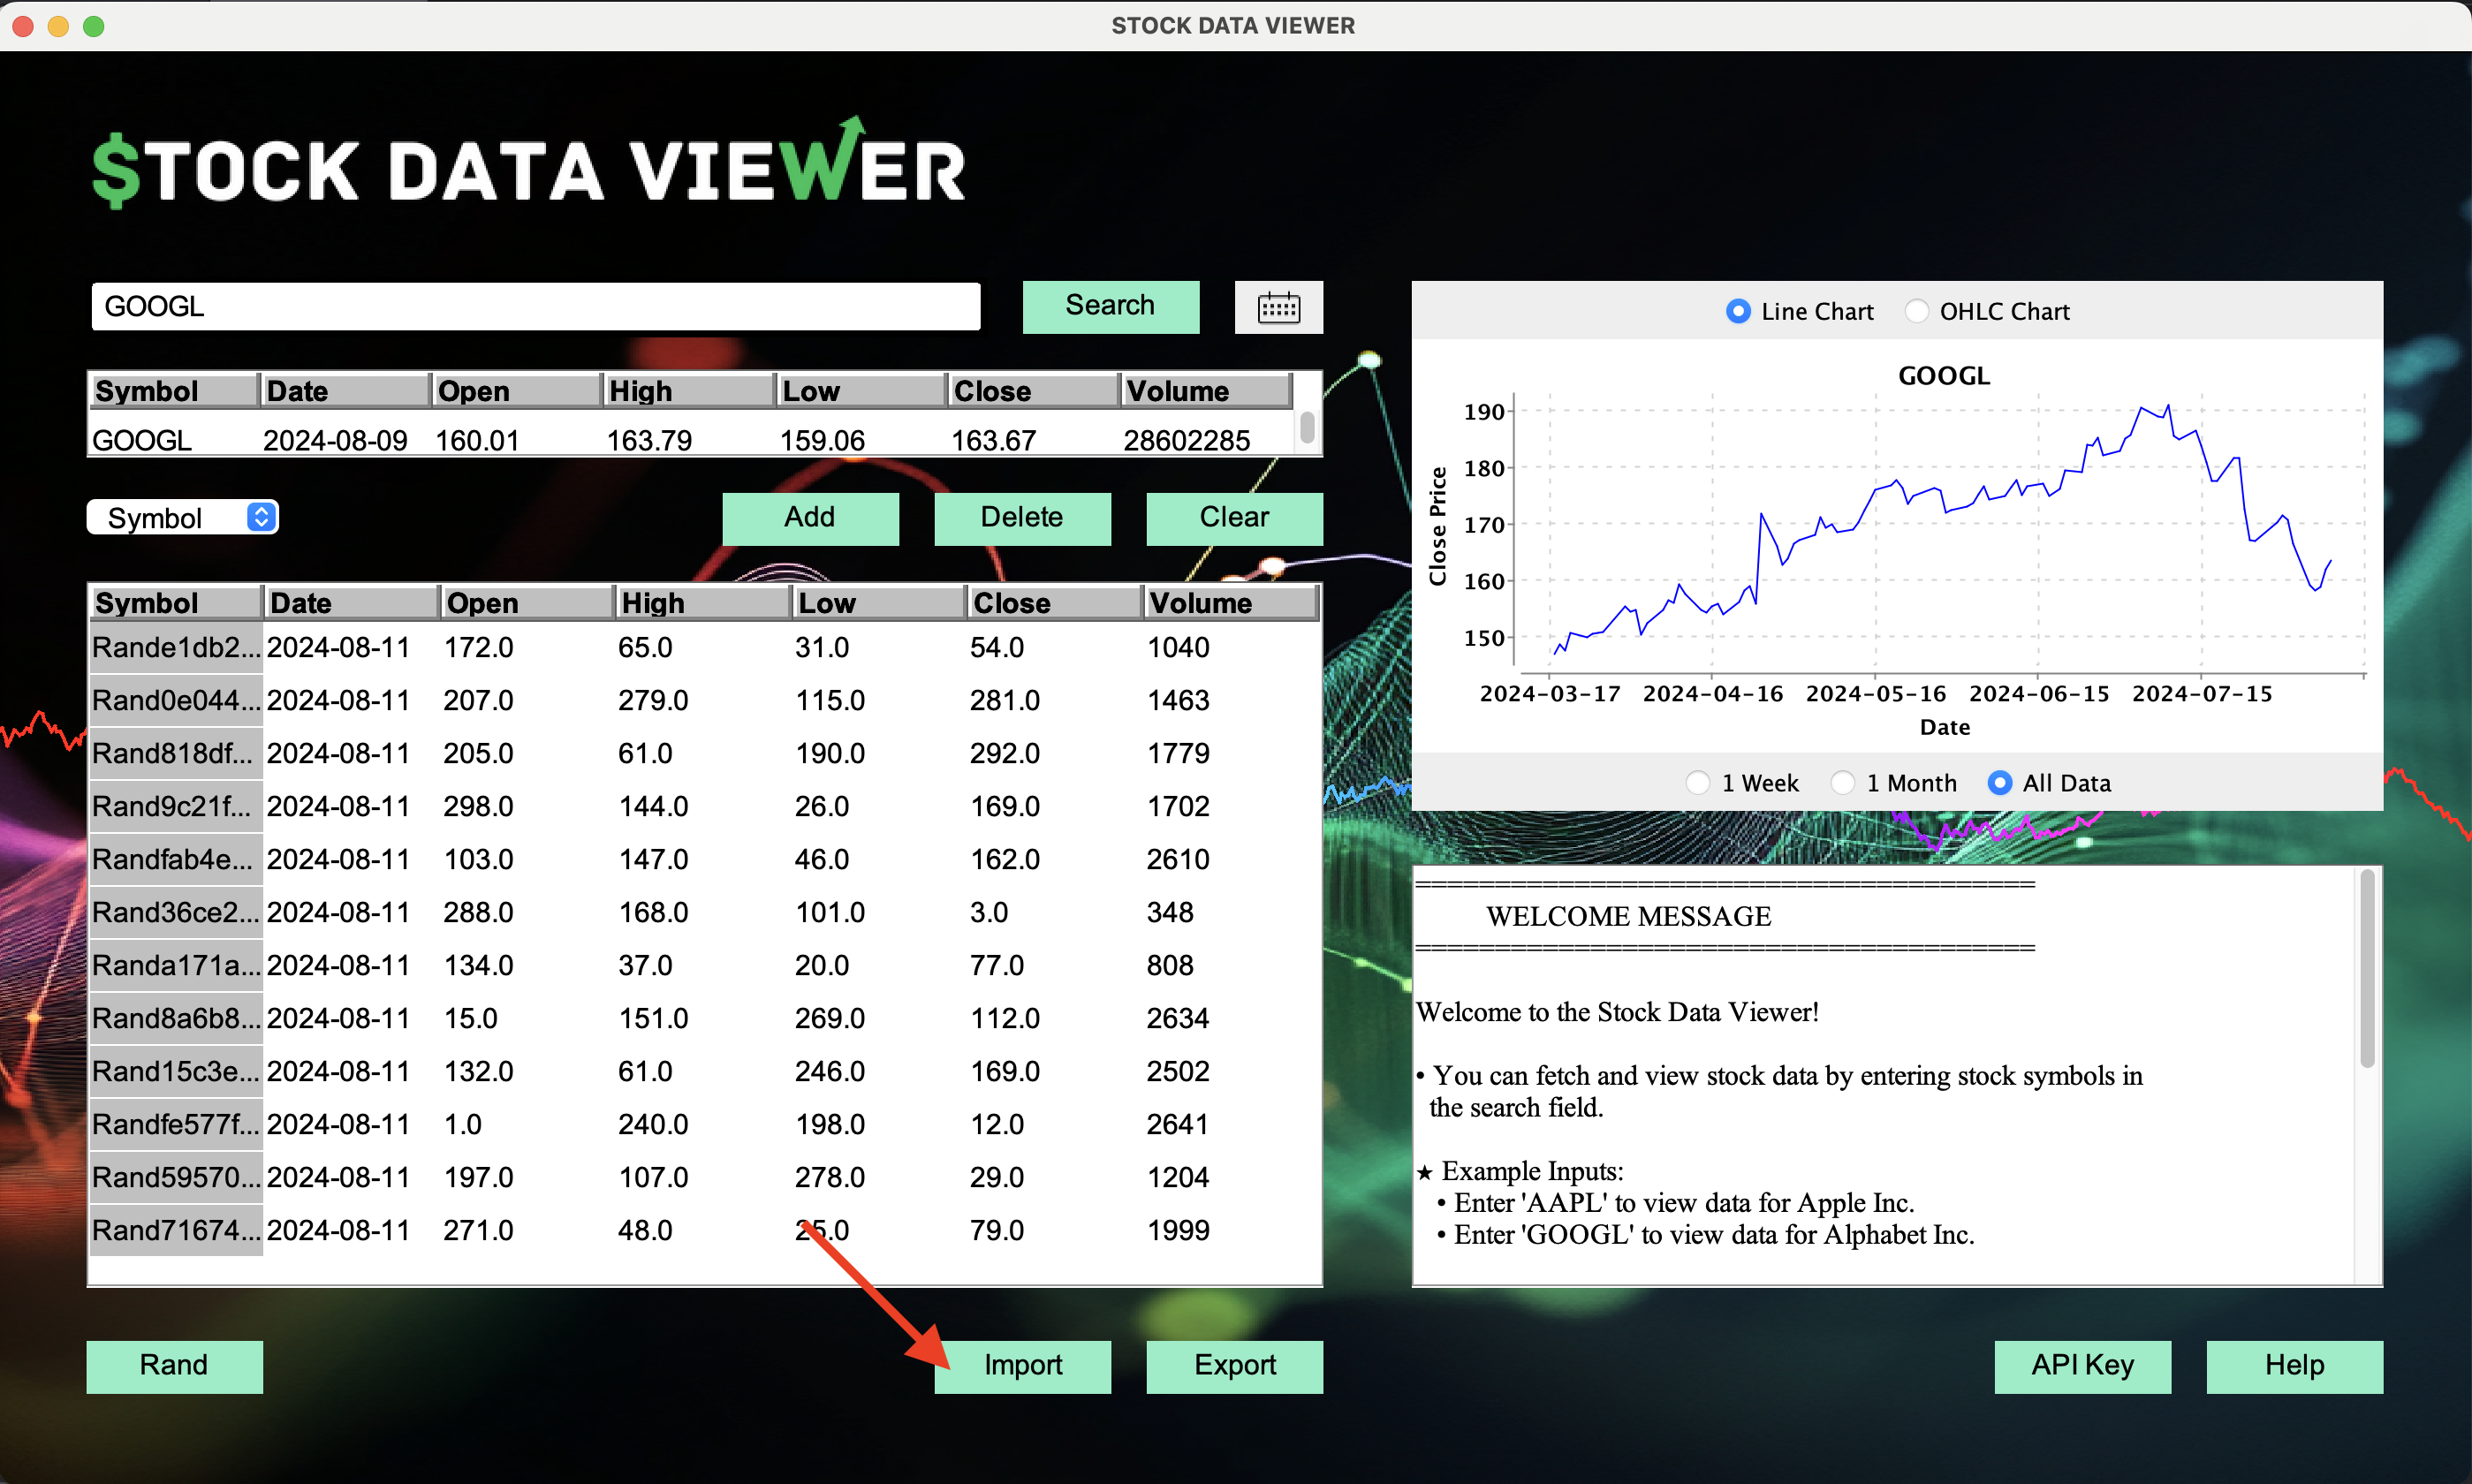 STOCK DATA VIEWER
$TOCK DATA VIEWER
GOOGL
Search
Symbol Date Open High Low Close Volume
GOOGL 2024-08-09 160.01 163.79 159.06 163.67 28602285
Symbol
Add Delete Clear
Symbol Date Open High Low Close Volume
Rande1db2... 2024-08-11 172.0 65.0 31.0 54.0 1040
Rand0e044... 2024-08-11 207.0 279.0 115.0 281.0 1463
Rand818df... 2024-08-11 205.0 61.0 190.0 292.0 1779
Rand9c21f... 2024-08-11 298.0 144.0 26.0 169.0 1702
Randfab4e... 2024-08-11 103.0 147.0 46.0 162.0 2610
Rand36ce2... 2024-08-11 288.0 168.0 101.0 3.0 348
Randa171a... 2024-08-11 134.0 37.0 20.0 77.0 808
Rand8a6b8... 2024-08-11 15.0 151.0 269.0 112.0 2634
Rand15c3e... 2024-08-11 132.0 61.0 246.0 169.0 2502
Randfe577f... 2024-08-11 1.0 240.0 198.0 12.0 2641
Rand59570... 2024-08-11 197.0 107.0 278.0 29.0 1204
Rand71674... 2024-08-11 271.0 48.0 25.0 79.0 1999
Rand
Import
Export
Line Chart OHLC Chart
GOOGL
Close Price
190
180
170
160
150
2024-03-17 2024-04-16 2024-05-16 2024-06-15 2024-07-15
Date
1 Week 1 Month All Data
WELCOME MESSAGE
Welcome to the Stock Data Viewer!
• You can fetch and view stock data by entering stock symbols in
the search field.
★ Example Inputs:
• Enter 'AAPL' to view data for Apple Inc.
• Enter 'GOOGL' to view data for Alphabet Inc.
API Key
Help